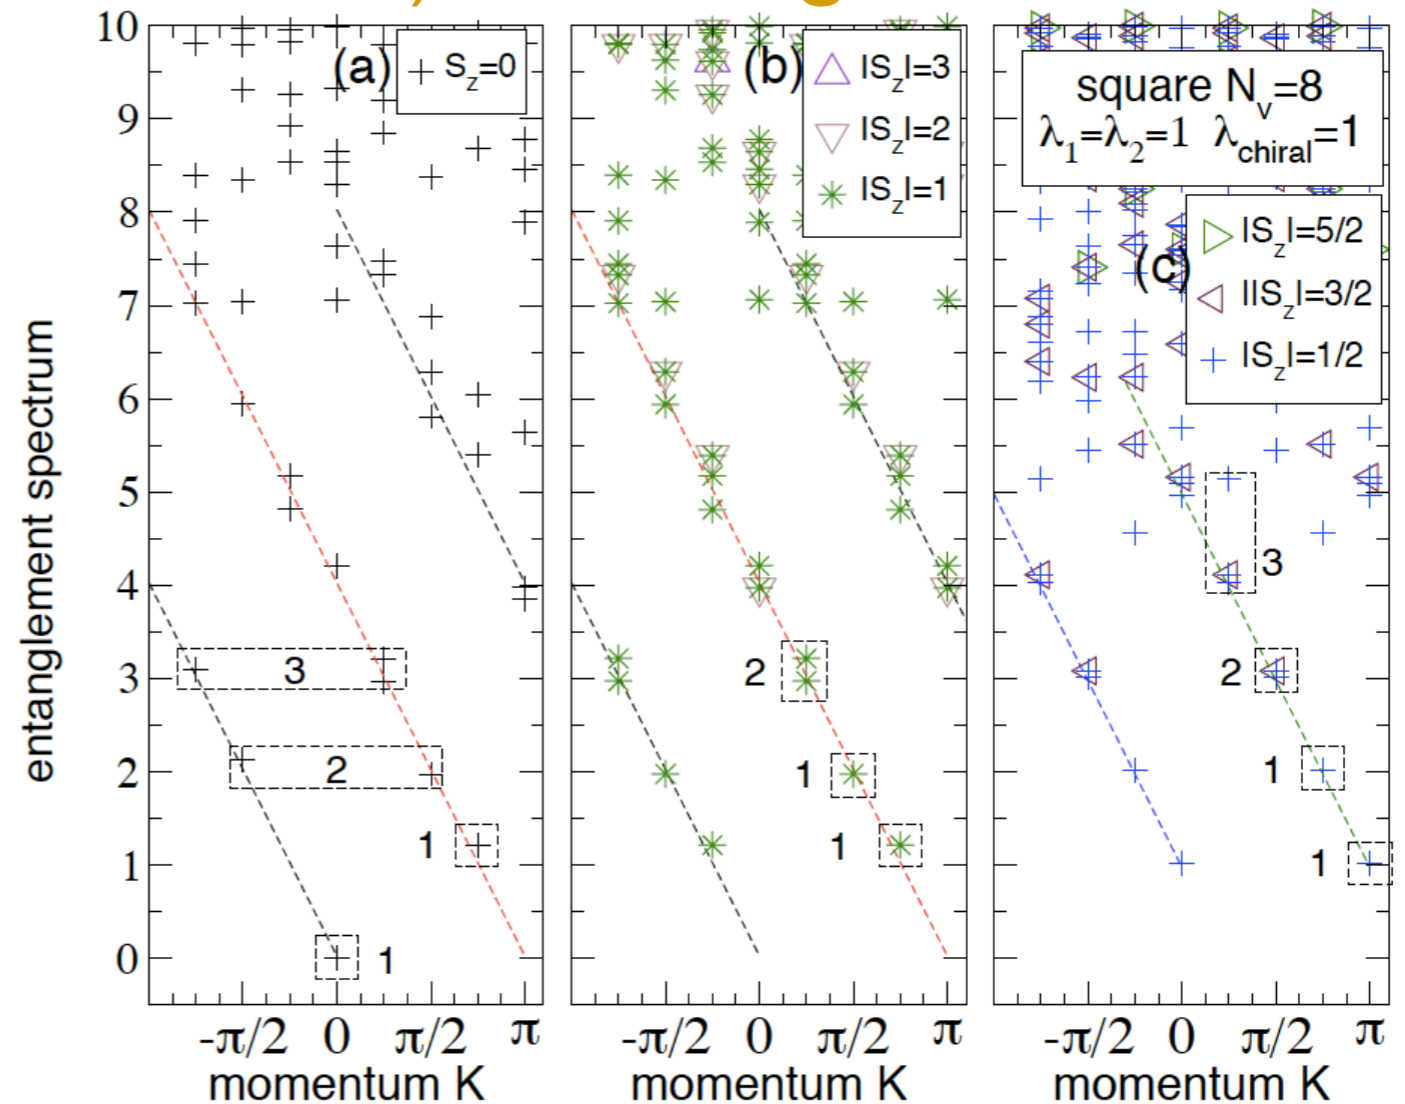 entanglement spectrum
10
9
8
7
6
5
4
3
2
1
0
(a)
S_z=0
3
2
1
1
-π/2 0 π/2 π
momentum K
(b)
|S_z|=3
|S_z|=2
|S_z|=1
2
1
1
-π/2 0 π/2 π
momentum K
square N_v=8
λ_1=λ_2=1 λ_chiral=1
(c)
|S_z|=5/2
||S_z|=3/2
|S_z|=1/2
3
2
1
1
-π/2 0 π/2 π
momentum K